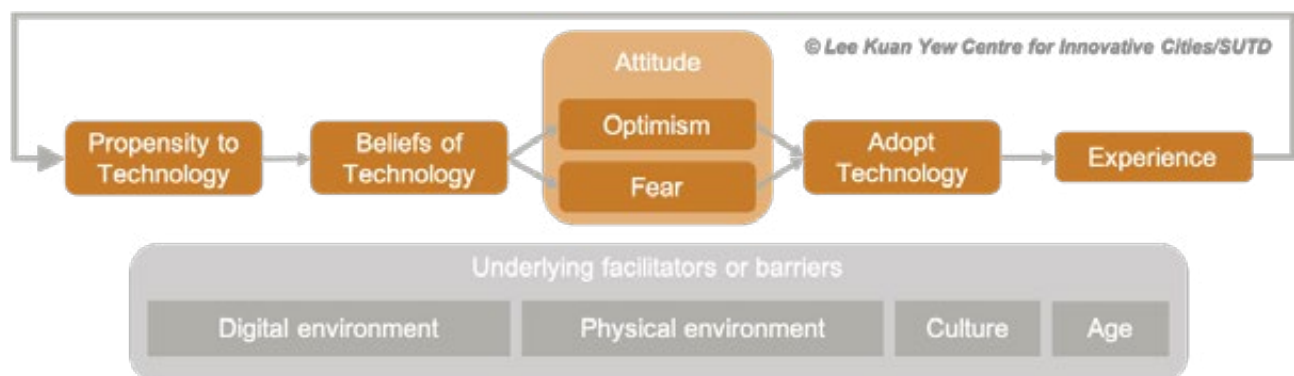 © Lee Kuan Yew Centre for Innovative Cities/SUTD
Attitude
Propensity to
Technology
Beliefs of
Technology
Optimism
Fear
Adopt
Technology
Experience
Underlying facilitators or barriers
Digital environment
Physical environment
Culture
Age